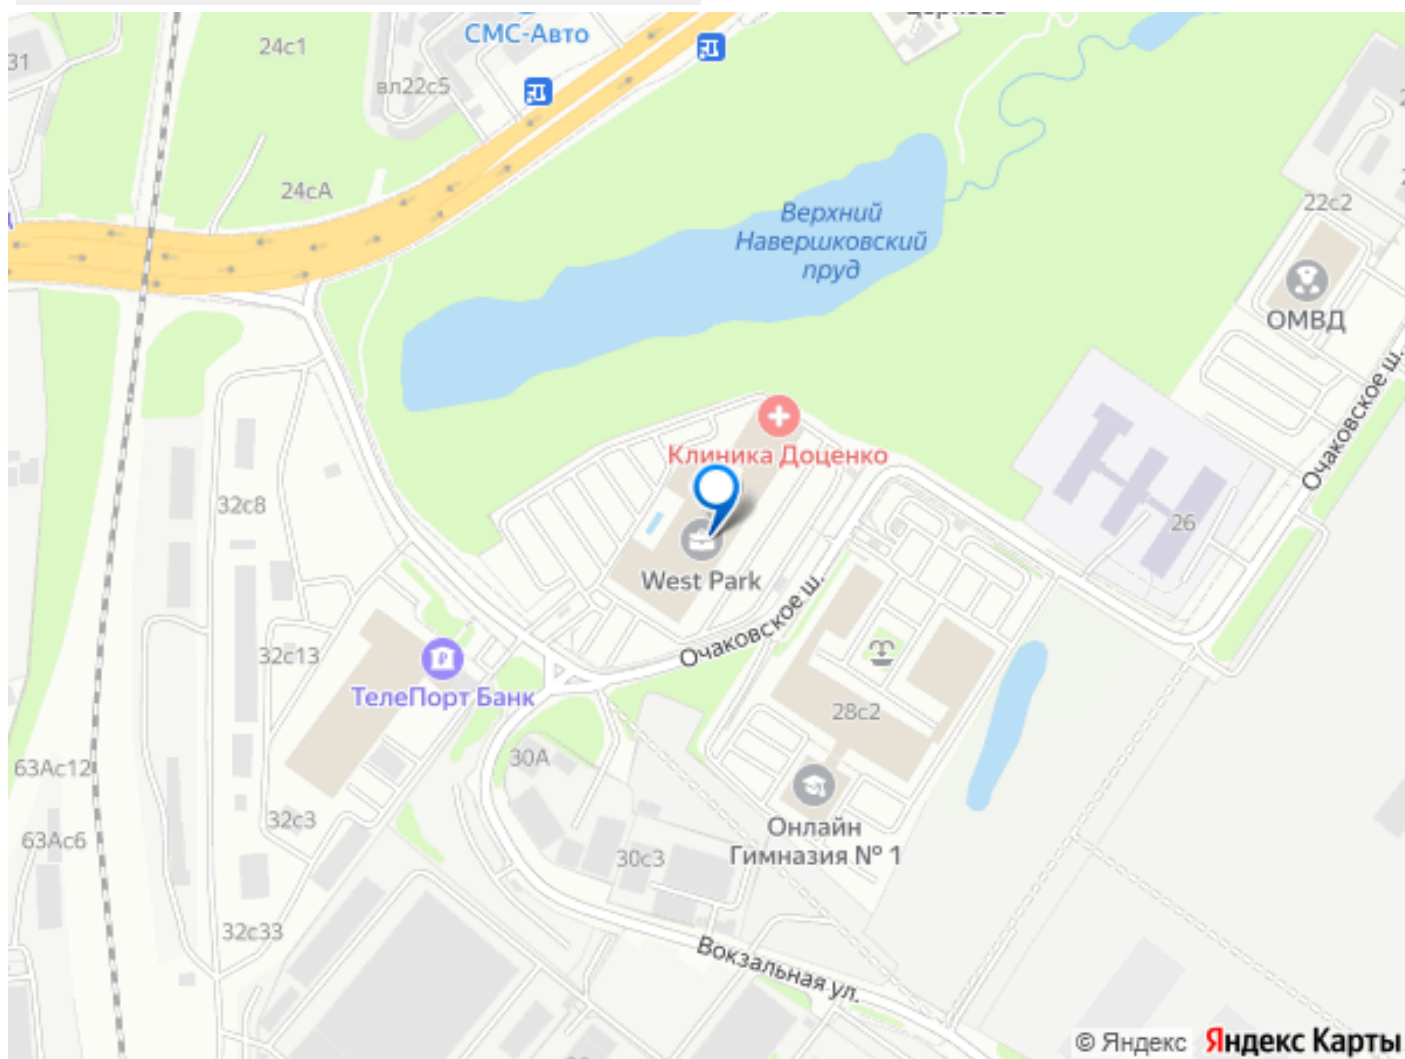 СМС-Авто
24с1
31
вл22с5
24сА
Верхний
Навершковский
пруд
22с2
ОМВД
Очаковское ш.
Клиника Доценко
26
32с8
West Park
Очаковское ш.
32с13
ТелеПорт Банк
28с2
30А
63Ас12
32с3
63Ас6
Онлайн
Гимназия № 1
30с3
32с33
Вокзальная ул.
© Яндекс Яндекс Карты